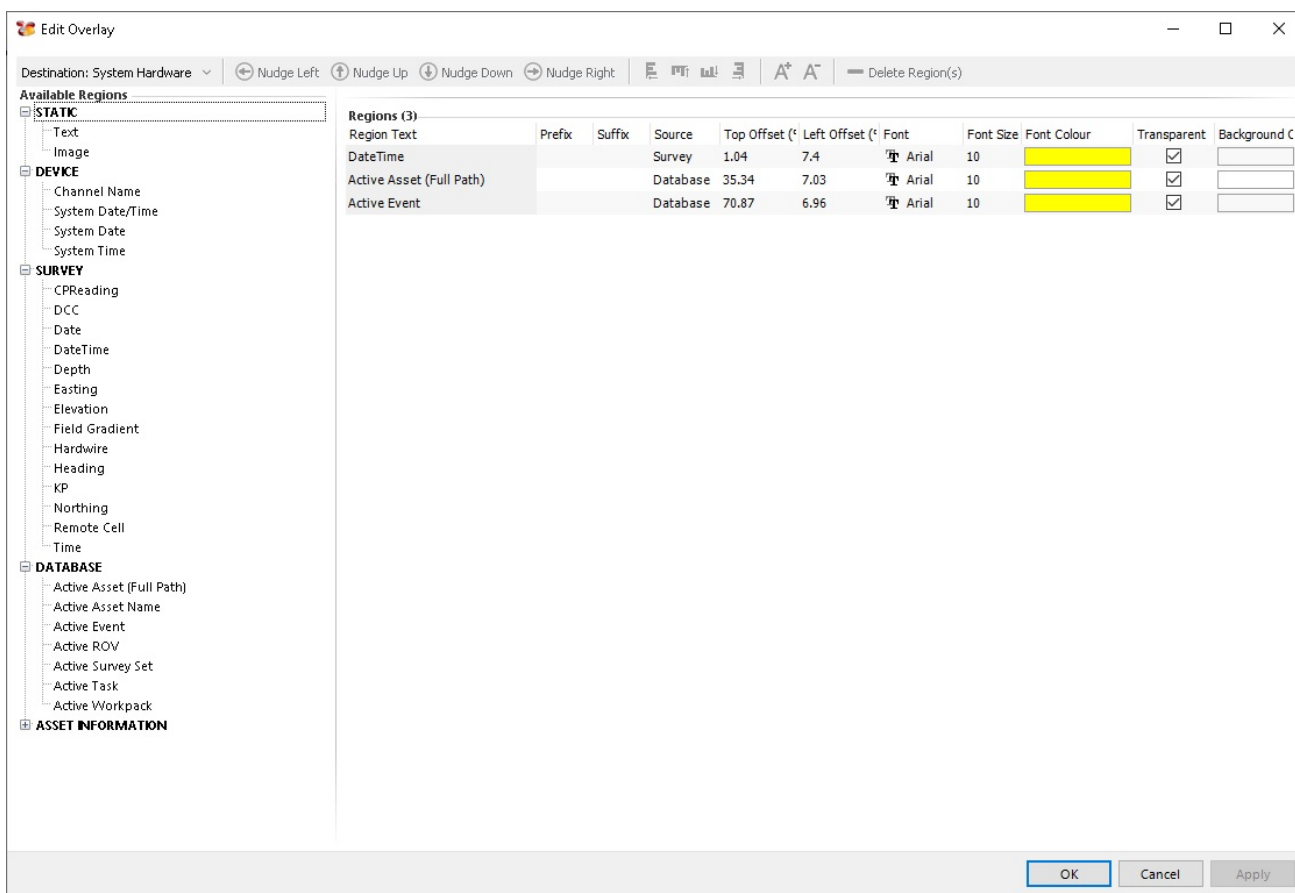 Edit Overlay
Destination: System Hardware Nudge Left Nudge Up Nudge Down Nudge Right A+ A- Delete Region(s)
Available Regions
STATIC
Text
Image
DEVICE
Channel Name
System Date/Time
System Date
System Time
SURVEY
CPReading
DCC
Date
DateTime
Depth
Easting
Elevation
Field Gradient
Hardwire
Heading
KP
Northing
Remote Cell
Time
DATABASE
Active Asset (Full Path)
Active Asset Name
Active Event
Active ROV
Active Survey Set
Active Task
Active Workpack
ASSET INFORMATION
Regions (3)
Region Text Prefix Suffix Source Top Offset (% Left Offset (% Font Font Size Font Colour Transparent Background C
DateTime Survey 1.04 7.4 Arial 10
Active Asset (Full Path) Database 35.34 7.03 Arial 10
Active Event Database 70.87 6.96 Arial 10
OK Cancel Apply